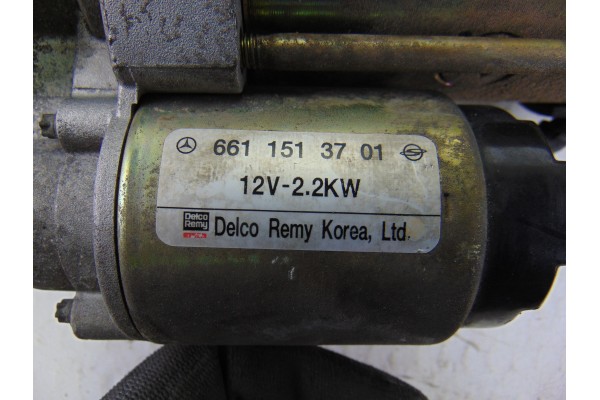 661 151 37 01
12V-2.2KW
Delco Remy Delco Remy Korea, Ltd.